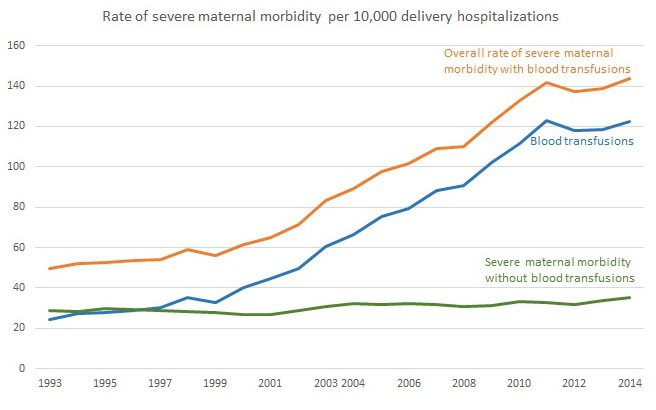 Rate of severe maternal morbidity per 10,000 delivery hospitalizations
160
Overall rate of severe maternal
morbidity with blood transfusions
140
120
Blood transfusions
100
80
60
Severe maternal morbidity
without blood transfusions
40
20
0
1993 1995 1997 1999 2001 2003 2004 2006 2008 2010 2012 2014